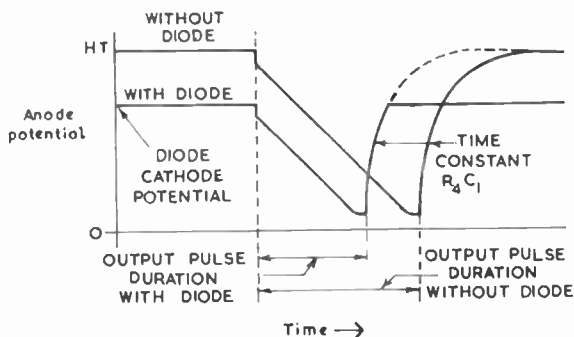 WITHOUT
DIODE
HT
WITH DIODE
Anode
potential
DIODE
CATHODE
POTENTIAL
TIME
CONSTANT
R4C1
O
OUTPUT PULSE
DURATION
WITH DIODE
OUTPUT PULSE
DURATION
WITHOUT DIODE
Time →